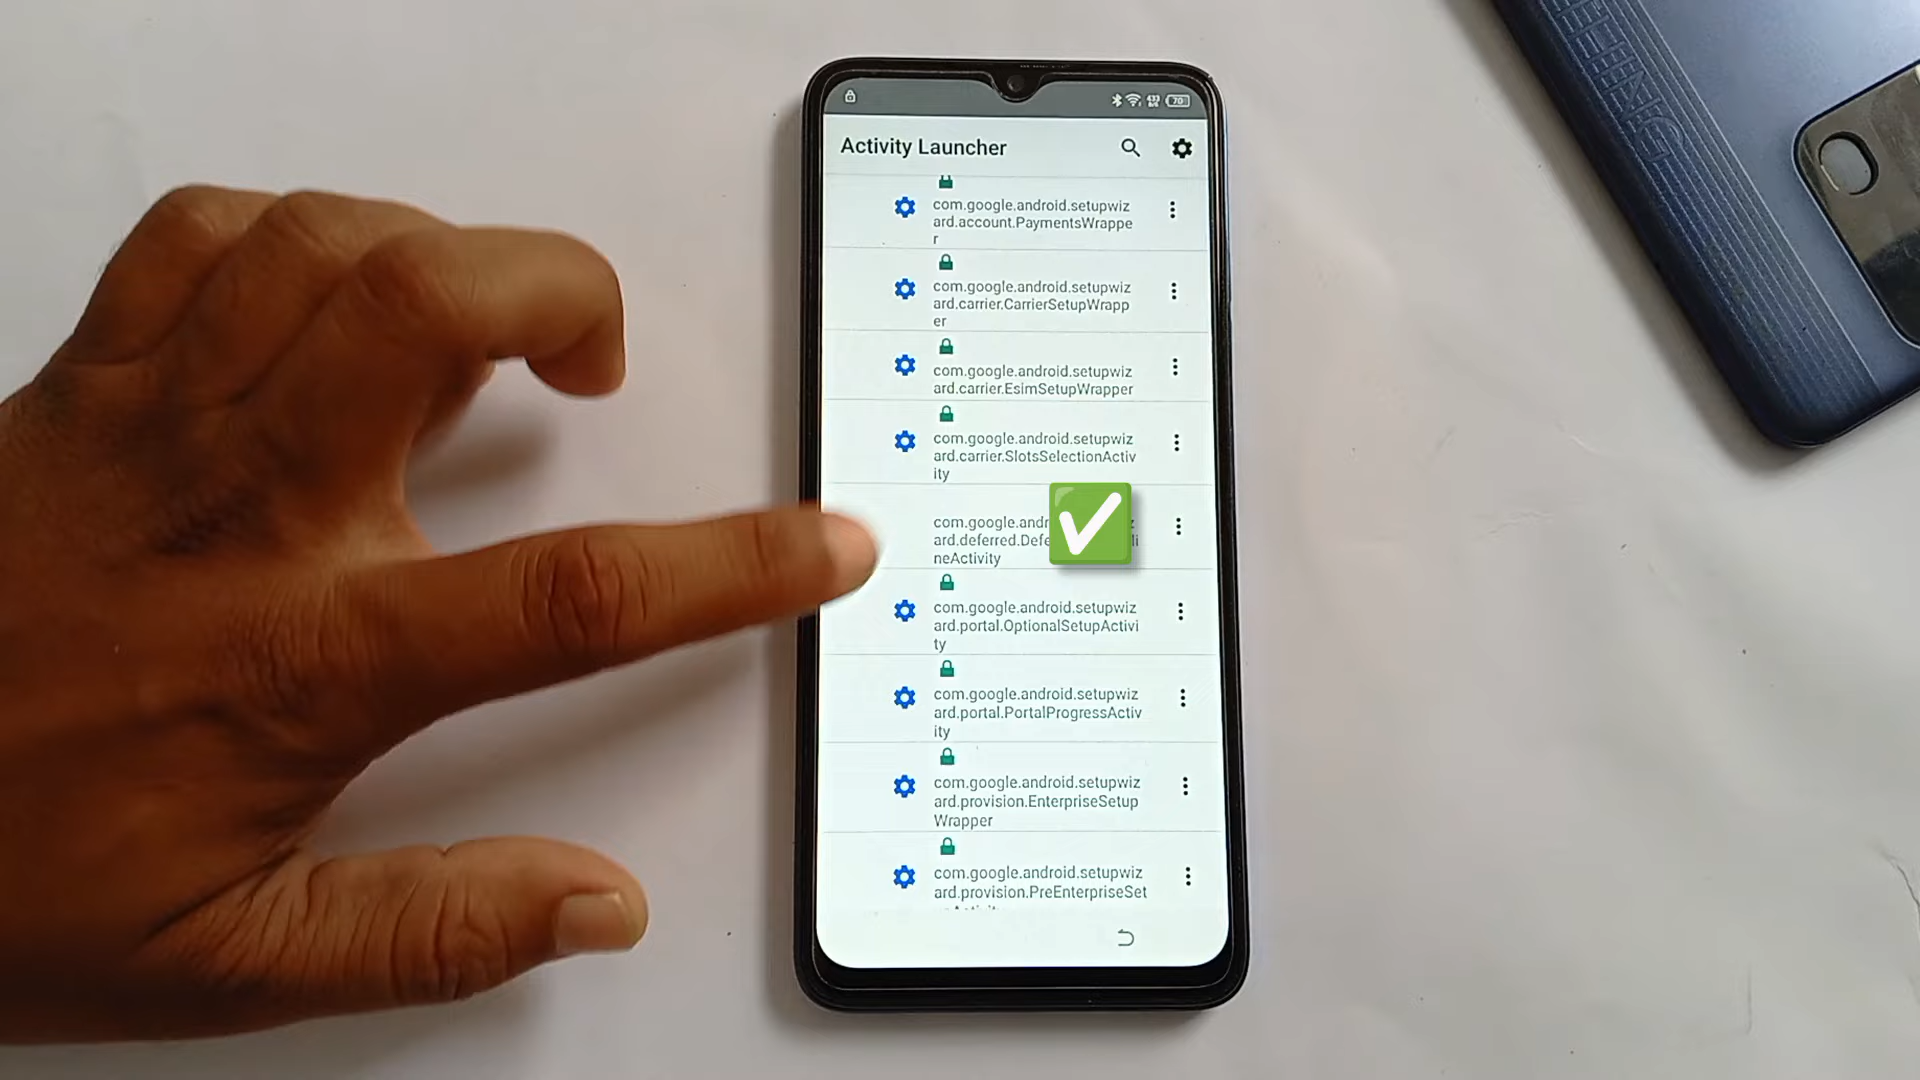 433
B/s
70
Activity Launcher
com.google.android.setupwiz
ard.account.PaymentsWrappe
r
com.google.android.setupwiz
ard.carrier.CarrierSetupWrapp
er
com.google.android.setupwiz
ard.carrier.EsimSetupWrapper
com.google.android.setupwiz
ard.carrier.SlotsSelectionActiv
ity
com.google.andr z
ard.deferred.Defe li
neActivity
com.google.android.setupwiz
ard.portal.OptionalSetupActivi
ty
com.google.android.setupwiz
ard.portal.PortalProgressActiv
ity
com.google.android.setupwiz
ard.provision.EnterpriseSetup
Wrapper
com.google.android.setupwiz
ard.provision.PreEnterpriseSet